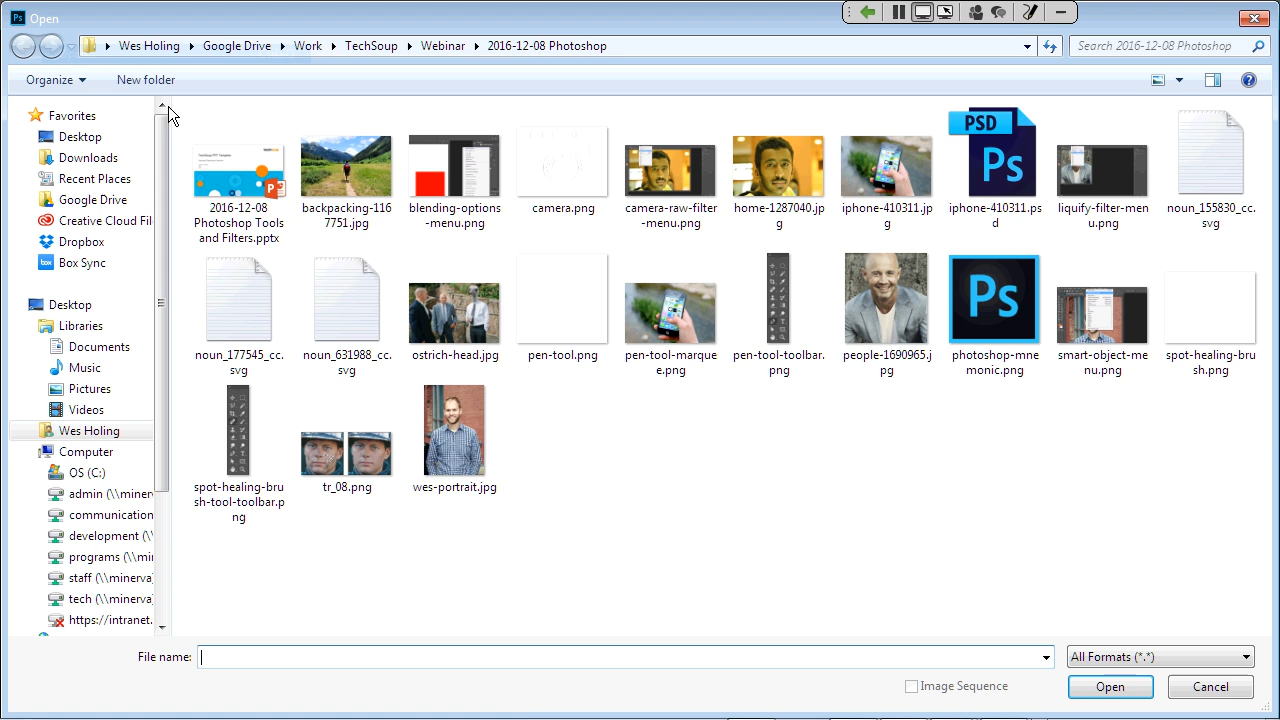 Ps Open
Wes Holing Google Drive Work TechSoup Webinar 2016-12-08 Photoshop
Search 2016-12-08 Photoshop
Organize New folder
Favorites
Desktop
Downloads
Recent Places
Google Drive
Creative Cloud Fil
Dropbox
box Box Sync
Desktop
Libraries
Documents
Music
Pictures
Videos
Wes Holing
Computer
OS (C:)
admin (\\minerv
communication
development (\\
programs (\\min
staff (\\minerva
tech (\\minerva
https://intranet.
2016-12-08
Photoshop Tools
and Filters.pptx
backpacking-116
7751.jpg
blending-options
-menu.png
camera.png
camera-raw-filter
-menu.png
home-1287040.jp
g
iphone-410311.jp
g
PSD
Ps
iphone-410311.ps
d
liquify-filter-men
u.png
noun_155830_cc.
svg
noun_177545_cc.
svg
noun_631988_cc.
svg
ostrich-head.jpg
pen-tool.png
pen-tool-marque
e.png
pen-tool-toolbar.
png
people-1690965.j
pg
Ps
photoshop-mne
monic.png
smart-object-me
nu.png
spot-healing-bru
sh.png
spot-healing-bru
sh-tool-toolbar.p
ng
tr_08.png
wes-portrait.jpg
File name:
All Formats (*.*)
Image Sequence
Open Cancel